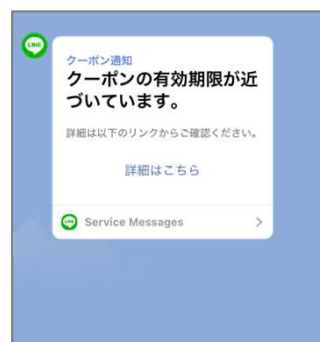 LINE
クーポン通知
クーポンの有効期限が近
づいています。
詳細は以下のリンクからご確認ください。
詳細はこちら
LINE Service Messages